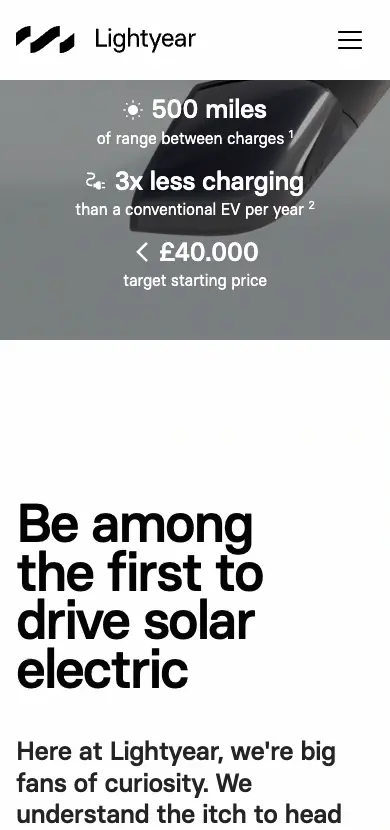 Lightyear
500 miles
of range between charges 1
3x less charging
than a conventional EV per year 2
< £40.000
target starting price
Be among
the first to
drive solar
electric
Here at Lightyear, we're big
fans of curiosity. We
understand the itch to head